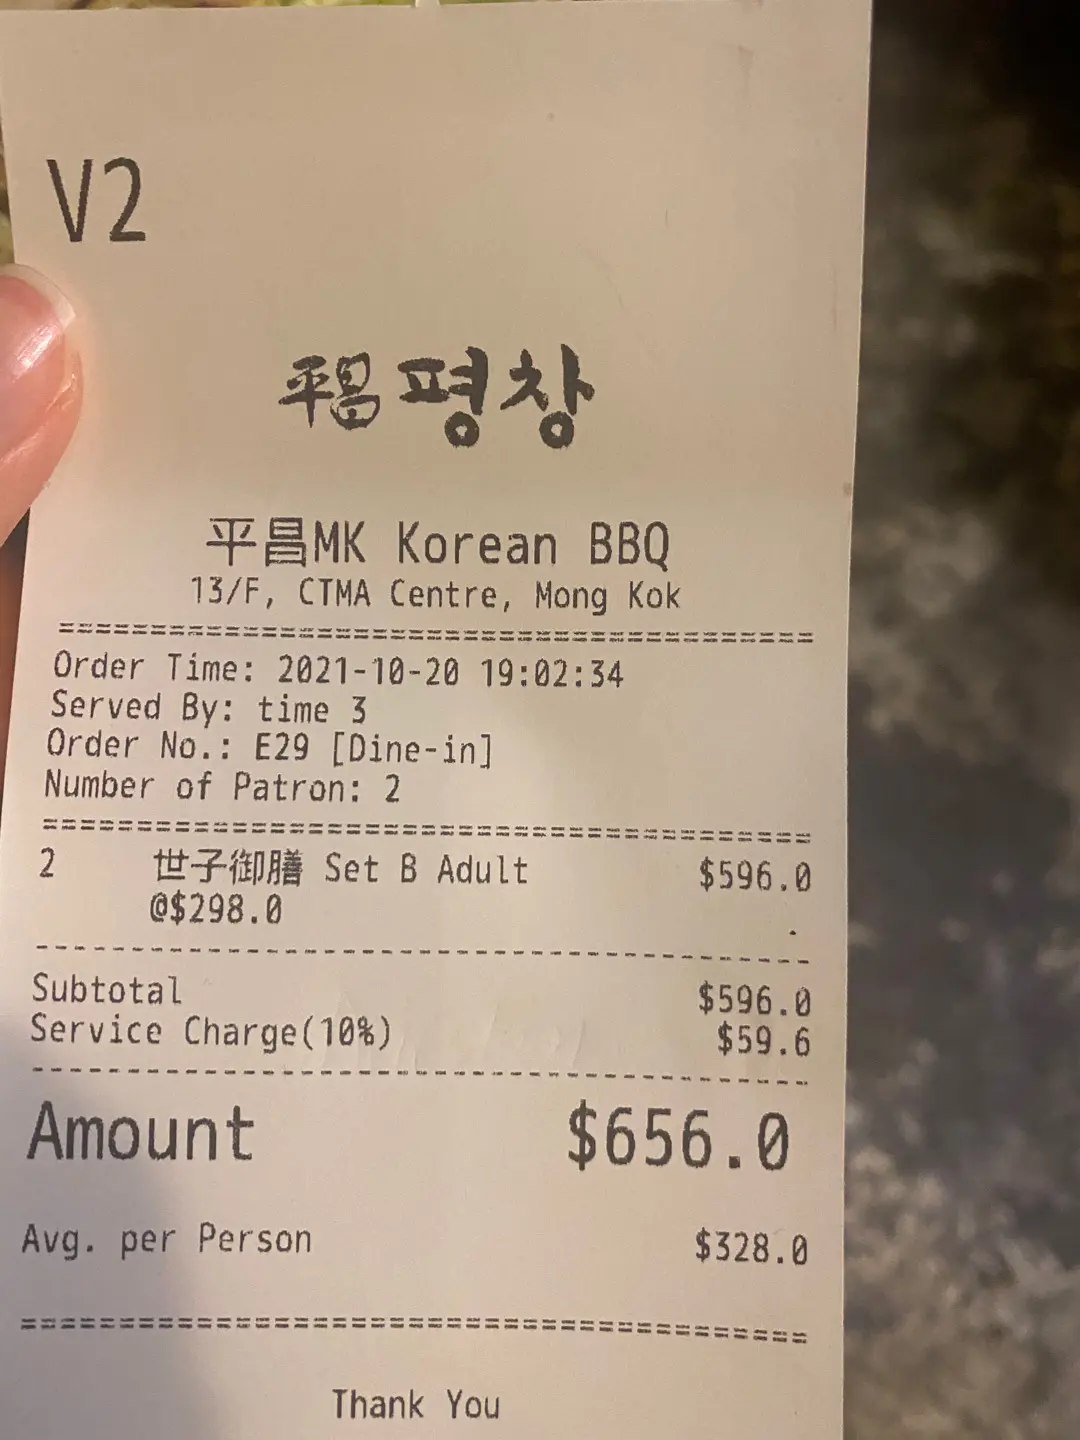 V2
平昌 평창
平昌MK Korean BBQ
13/F, CTMA Centre, Mong Kok
Order Time: 2021-10-20 19:02:34
Served By: time 3
Order No.: E29 [Dine-in]
Number of Patron: 2
2 世子御膳 Set B Adult $596.0
@$298.0
Subtotal $596.0
Service Charge(10%) $59.6
Amount $656.0
Avg. per Person $328.0
Thank You